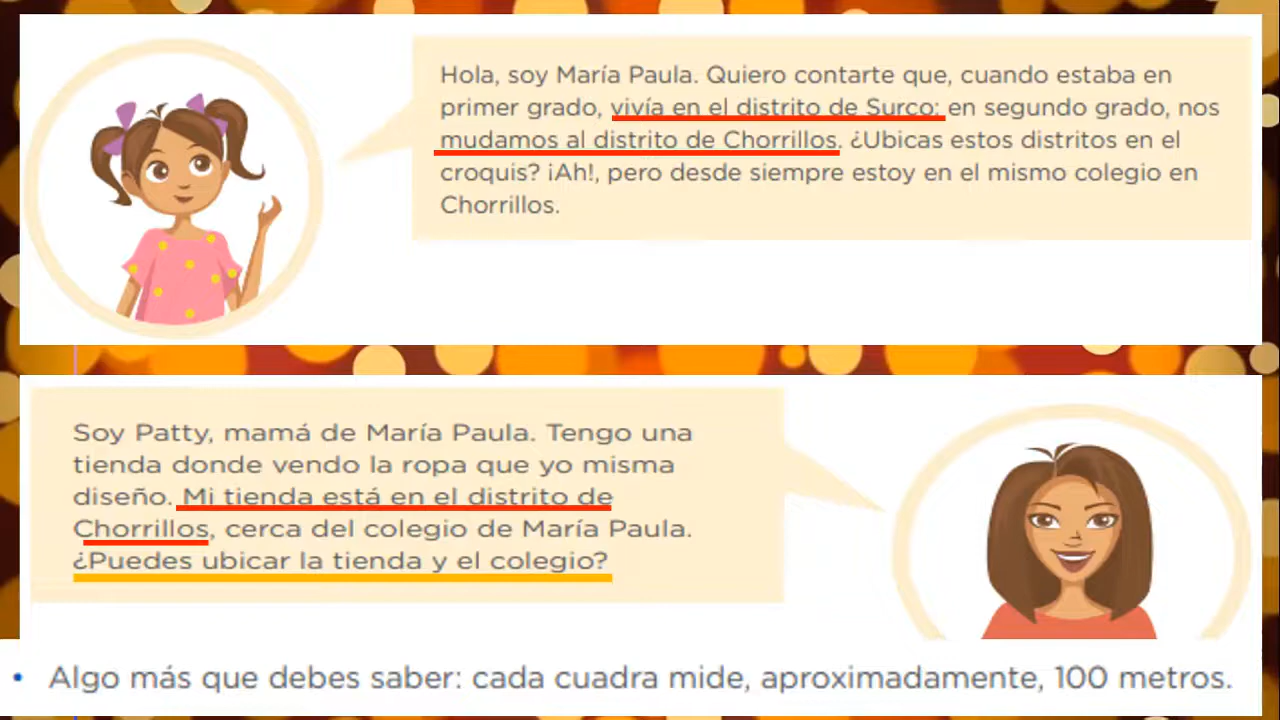 Hola, soy María Paula. Quiero contarte que, cuando estaba en
primer grado, vivía en el distrito de Surco; en segundo grado, nos
mudamos al distrito de Chorrillos. ¿Ubicas estos distritos en el
croquis? ¡Ah!, pero desde siempre estoy en el mismo colegio en
Chorrillos.
Soy Patty, mamá de María Paula. Tengo una
tienda donde vendo la ropa que yo misma
diseño. Mi tienda está en el distrito de
Chorrillos, cerca del colegio de María Paula.
¿Puedes ubicar la tienda y el colegio?
• Algo más que debes saber: cada cuadra mide, aproximadamente, 100 metros.